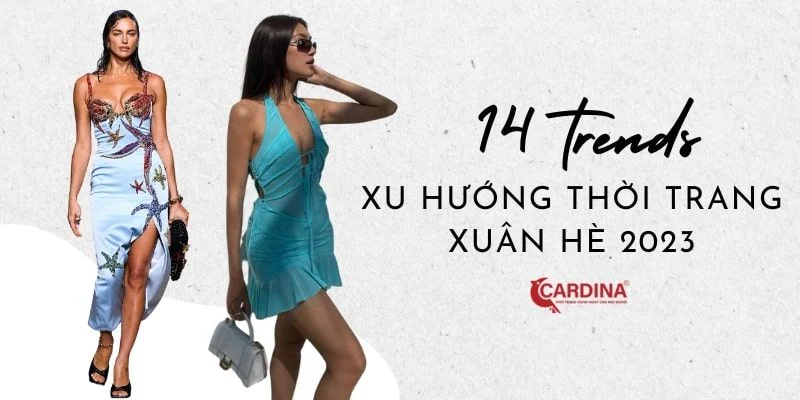 14 Trends
XU HƯỚNG THỜI TRANG
XUÂN HÈ 2023
CARDINA®